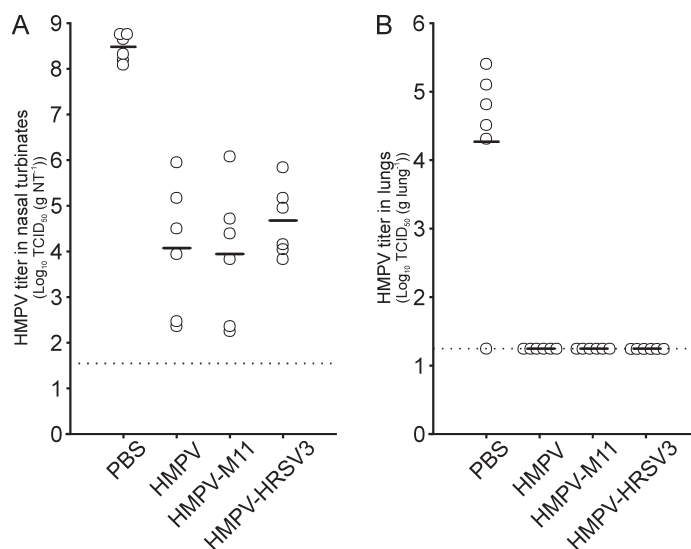 A
HMPV titer in nasal turbinates
(Log₁₀ TCID₅₀ (g NT⁻¹))
9
8
7
6
5
4
3
2
1
0
PBS
HMPV
HMPV-M11
HMPV-HRSV3
B
HMPV titer in lungs
(Log₁₀ TCID₅₀ (g lung⁻¹))
6
5
4
3
2
1
0
PBS
HMPV
HMPV-M11
HMPV-HRSV3